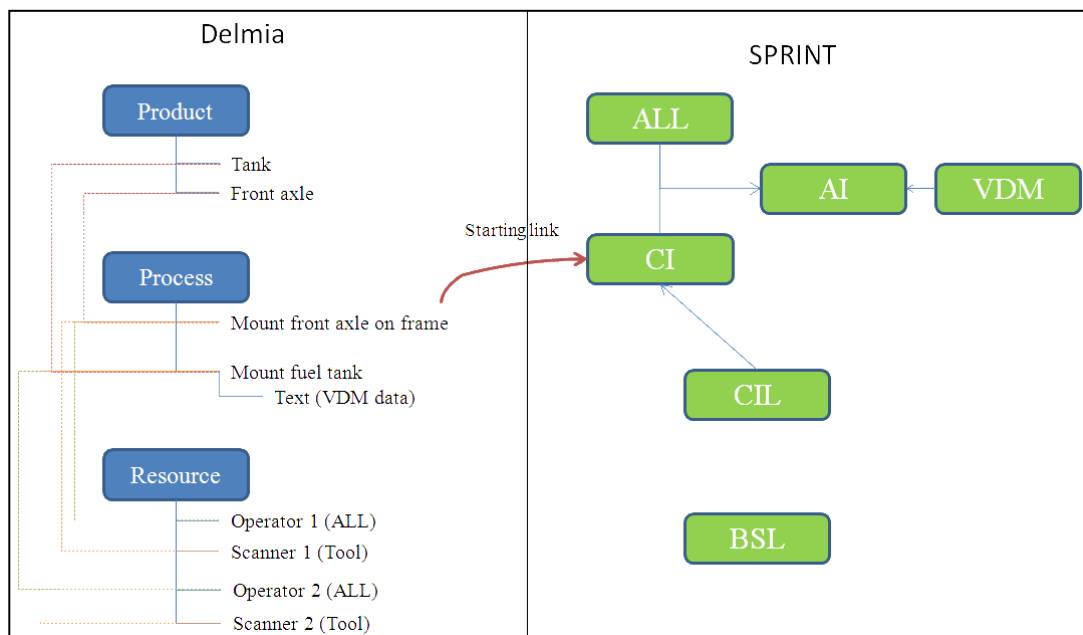 Delmia
Product
Tank
Front axle
Process
Mount front axle on frame
Mount fuel tank
Text (VDM data)
Resource
Operator 1 (ALL)
Scanner 1 (Tool)
Operator 2 (ALL)
Scanner 2 (Tool)
Starting link
SPRINT
ALL
AI
VDM
CI
CIL
BSL